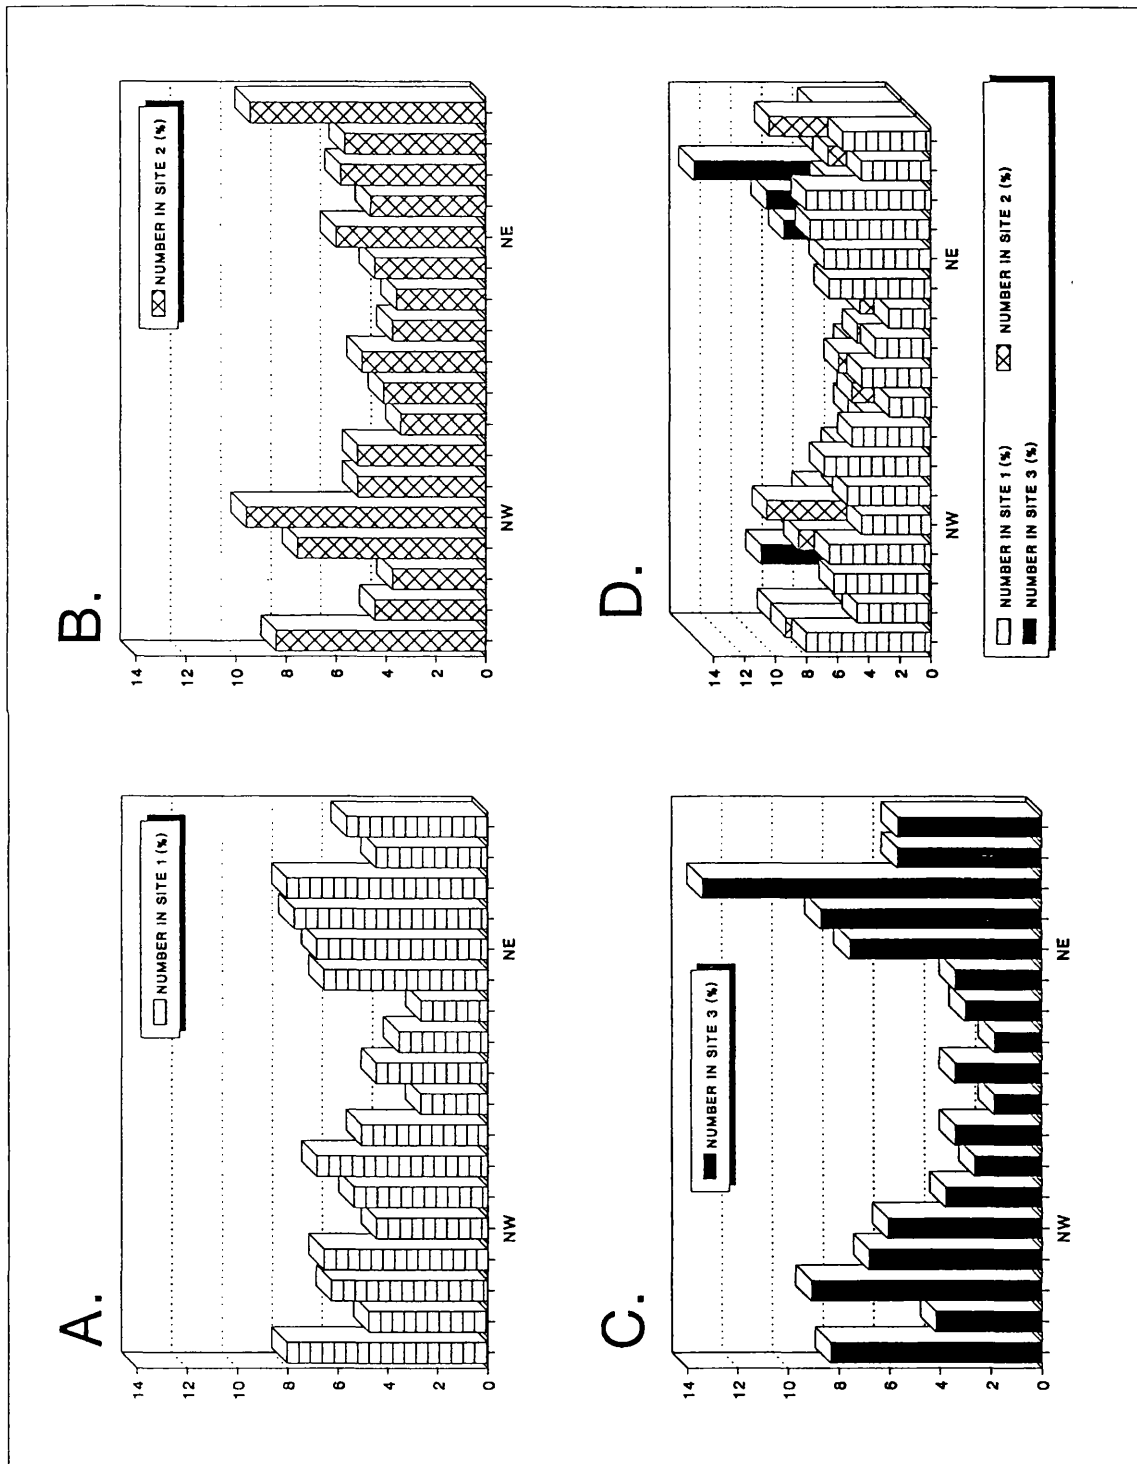 A.
NUMBER IN SITE 1 (%)
14
12
10
8
6
4
2
0
NW
NE
B.
NUMBER IN SITE 2 (%)
14
12
10
8
6
4
2
0
NW
NE
C.
NUMBER IN SITE 3 (%)
14
12
10
8
6
4
2
0
NW
NE
D.
14
12
10
8
6
4
2
0
NW
NE
NUMBER IN SITE 1 (%)
NUMBER IN SITE 2 (%)
NUMBER IN SITE 3 (%)